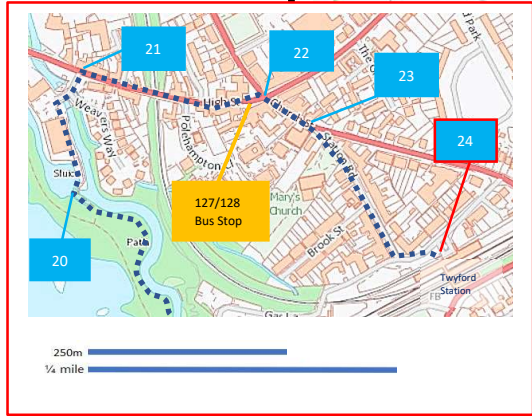 21
22
23
24
20
127/128
Bus Stop
High St
Weavers Way
Polehampton
Station Rd
Mary's
Church
Brook St
Path
Twyford
Station
FB
Park
250m
¼ mile